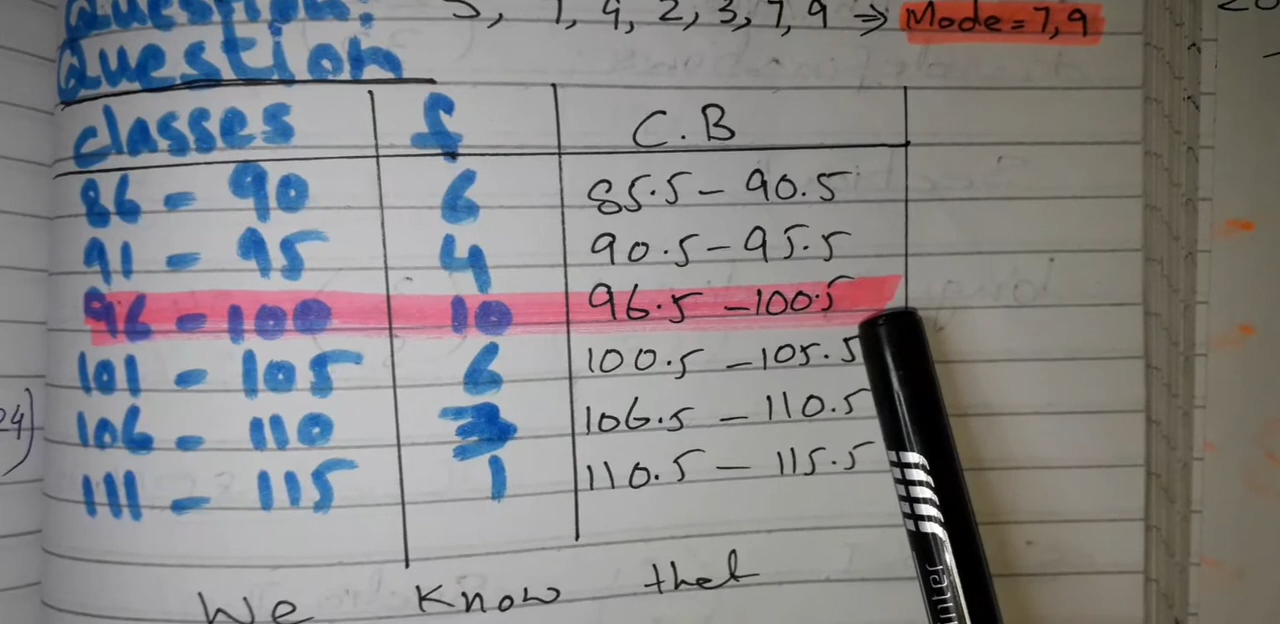 Question:
5, 7, 9, 2, 3, 7, 9 ⇒ Mode = 7,9
Question
classes f C.B
86 - 90 6 85.5 - 90.5
91 - 95 4 90.5 - 95.5
96 - 100 10 96.5 - 100.5
101 - 105 6 100.5 - 105.5
106 - 110 3 106.5 - 110.5
111 - 115 1 110.5 - 115.5
We know that